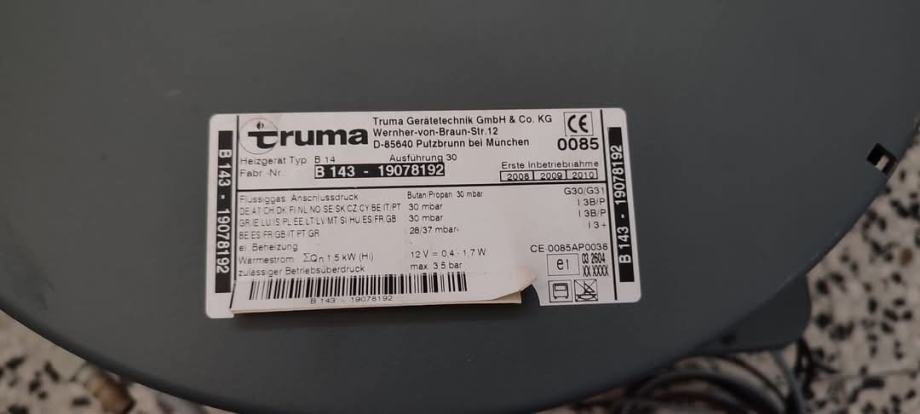 truma
Truma Gerätetechnik GmbH & Co. KG
Wernher-von-Braun-Str.12
D-85640 Putzbrunn bei München
CE
0085
Heizgerät Typ B 14 Ausführung 30
Fabr.-Nr. B 143 - 19078192
Erste Inbetriebnahme
2008 2009 2010
B 143 - 19078192
B 143 - 19078192
Flüssiggas Anschlussdruck Butan/Propan 30 mbar G30/G31
DE AT CH DK FI NL NO SE SK CZ CY BE IT/PT 30 mbar I 3B/P
GR IE LU IS PL EE LT LV MT SI HU ES FR GB 30 mbar I 3B/P
BE ES FR GB IT PT GR 28/37 mbar I 3+
el. Beheizung
Wärmestrom ΣQn 1.5 kW (Hi) 12 V = 0,4 - 1,7 W
zulässiger Betriebsüberdruck max. 3.5 bar
CE-0085AP0038
e1 03 2604
XX XXXX
B 143 - 19078192